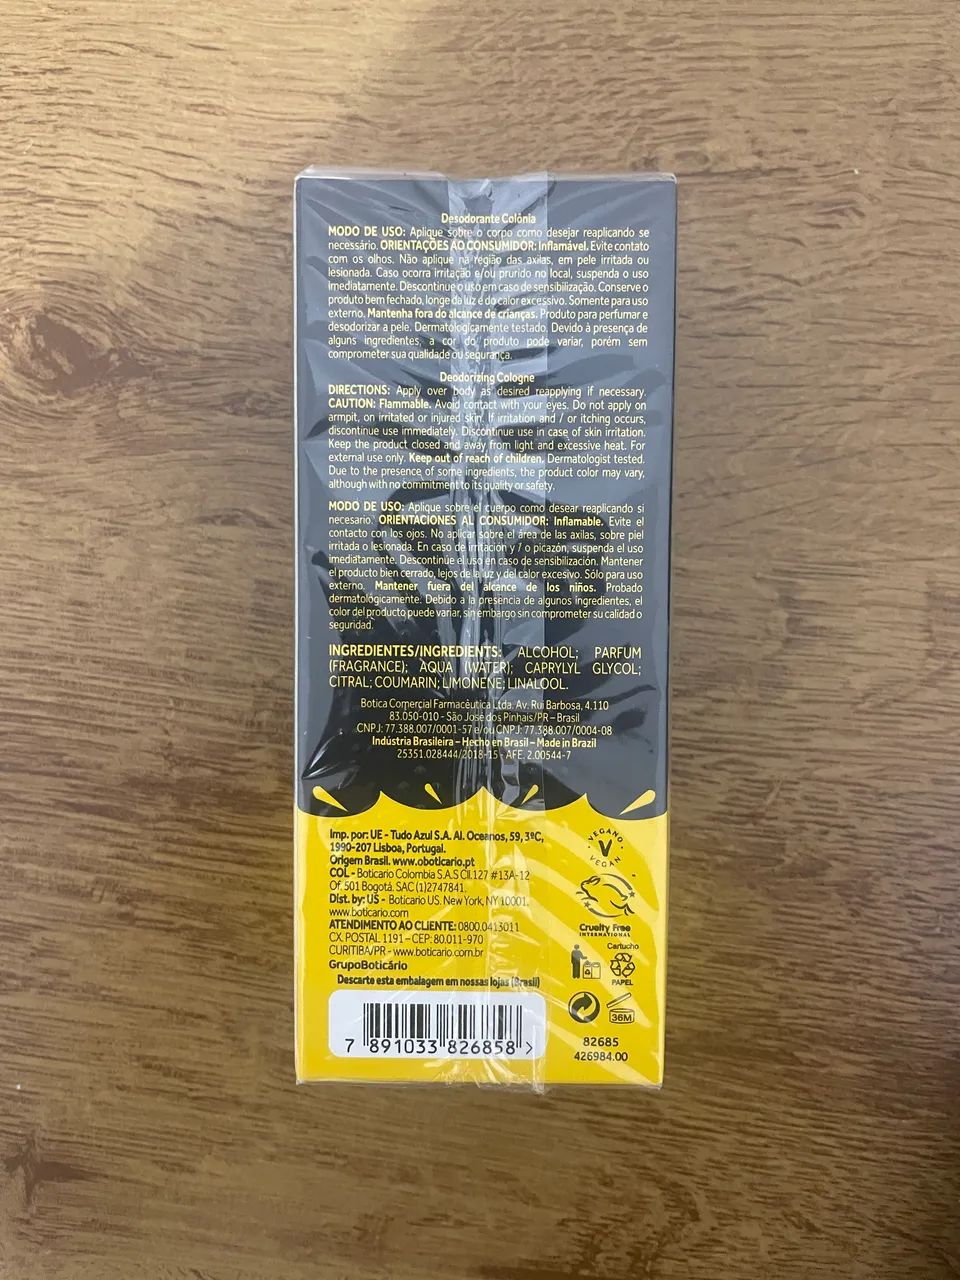 Desodorante Colônia
MODO DE USO: Aplique sobre o corpo como desejar reaplicando se
necessário. ORIENTAÇÕES AO CONSUMIDOR: Inflamável. Evite contato
com os olhos. Não aplique na região das axilas, em pele irritada ou
lesionada. Caso ocorra irritação e/ou prurido no local, suspenda o uso
imediatamente. Descontinue o uso em caso de sensibilização. Conserve o
produto bem fechado, longe da luz e do calor excessivo. Somente para uso
externo. Mantenha fora do alcance de crianças. Produto para perfumar e
desodorizar a pele. Dermatologicamente testado. Devido à presença de
alguns ingredientes, a cor do produto pode variar, porém sem
comprometer sua qualidade ou segurança.
Deodorizing Cologne
DIRECTIONS: Apply over body as desired reapplying if necessary.
CAUTION: Flammable. Avoid contact with your eyes. Do not apply on
armpit, on irritated or injured skin. If irritation and / or itching occurs,
discontinue use immediately. Discontinue use in case of skin irritation.
Keep the product closed and away from light and excessive heat. For
external use only. Keep out of reach of children. Dermatologist tested.
Due to the presence of some ingredients, the product color may vary,
although with no commitment to its quality or safety.
MODO DE USO: Aplique sobre el cuerpo como desear reaplicando si
necesario. ORIENTACIONES AL CONSUMIDOR: Inflamable. Evite el
contacto con los ojos. No aplicar sobre el área de las axilas, sobre piel
irritada o lesionada. En caso de irritación y / o picazón, suspenda el uso
imediátamente. Descontinúe el uso en caso de sensibilización. Mantener
el producto bien cerrado, lejos de la luz y del calor excesivo. Sólo para uso
externo. Mantener fuera del alcance de los niños. Probado
dermatológicamente. Debido a la presencia de algunos ingredientes, el
color del producto puede variar, sin embargo sin comprometer su calidad o
seguridad.
INGREDIENTES/INGREDIENTS: ALCOHOL; PARFUM
(FRAGRANCE); AQUA (WATER); CAPRYLYL GLYCOL;
CITRAL; COUMARIN; LIMONENE; LINALOOL.
Botica Comercial Farmacêutica Ltda. Av. Rui Barbosa, 4.110
83.050-010 - São José dos Pinhais/PR – Brasil
CNPJ: 77.388.007/0001-57 e/ou CNPJ: 77.388.007/0004-08
Indústria Brasileira – Hecho en Brasil – Made in Brazil
25351.028444/2018-15 - AFE. 2.00544-7
Imp. por: UE - Tudo Azul S.A. Al. Oceanos, 59, 3ºC,
1990-207 Lisboa, Portugal.
Origem Brasil. www.oboticario.pt
COL - Boticario Colombia S.A.S Cll.127 #13A-12
Of. 501 Bogotá. SAC (1)2747841.
Dist. by: US - Boticario US. New York, NY 10001.
www.boticario.com
ATENDIMENTO AO CLIENTE: 0800.0413011
CX. POSTAL 1191 – CEP: 80.011-970
CURITIBA/PR - www.boticario.com.br
GrupoBoticário
Descarte esta embalagem em nossas lojas (Brasil)
7 891033 826858 >
VEGANO
V
VEGAN
Cruelty Free
INTERNATIONAL
Cartucho
PAPEL
36M
82685
426984.00